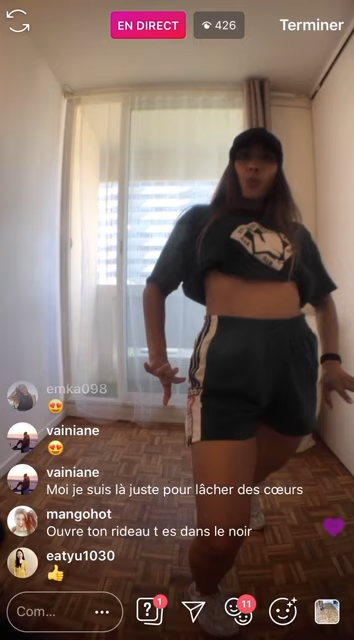 EN DIRECT
426
Terminer
emka098
😍
vainiane
😍
vainiane
Moi je suis là juste pour lâcher des cœurs
mangohot
Ouvre ton rideau t es dans le noir
eatyu1030
👍
Com...
1
11